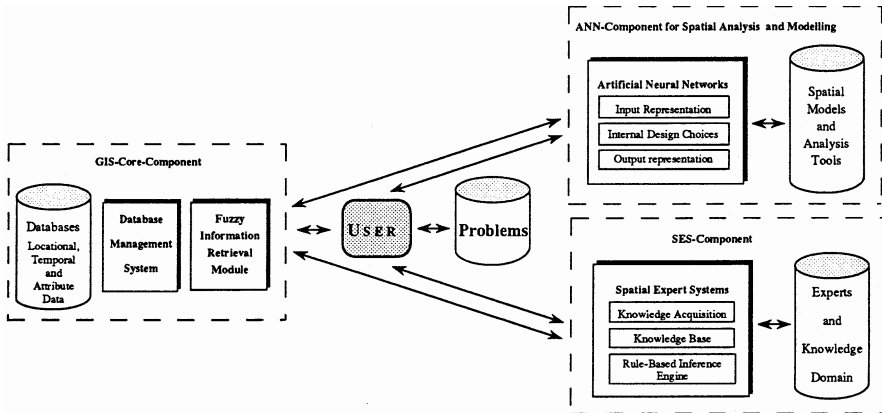 ANN-Component for Spatial Analysis and Modelling
Artificial Neural Networks
Input Representation
Internal Design Choices
Output representation
Spatial
Models
and
Analysis
Tools
GIS-Core-Component
Databases
Locational,
Temporal
and
Attribute
Data
Database
Management
System
Fuzzy
Information
Retrieval
Module
USER
Problems
SES-Component
Spatial Expert Systems
Knowledge Acquisition
Knowledge Base
Rule-Based Inference
Engine
Experts
and
Knowledge
Domain